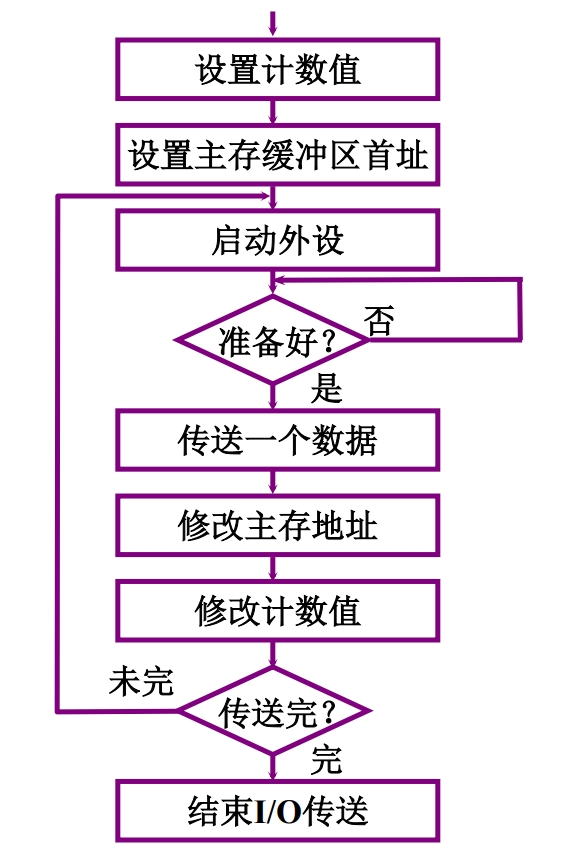 设置计数值
设置主存缓冲区首址
启动外设
准备好？
否
是
传送一个数据
修改主存地址
修改计数值
未完
传送完？
完
结束I/O传送